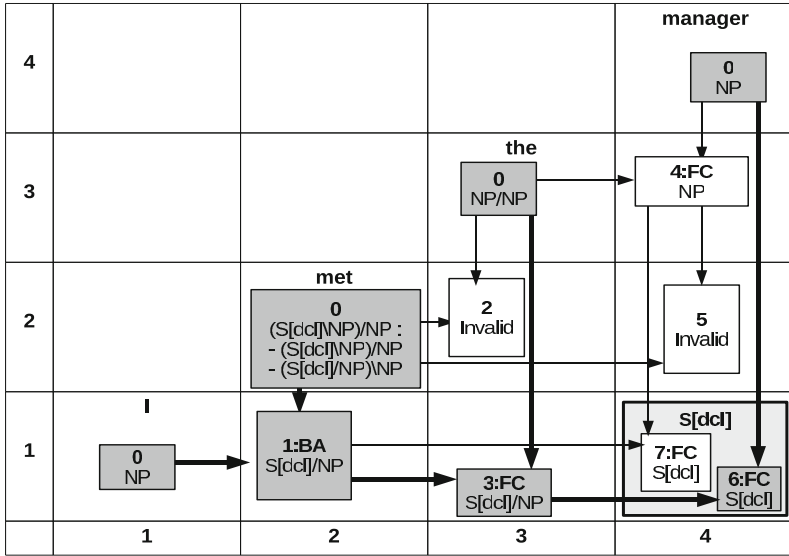 manager
4
0
NP
the
3
0
NP/NP
4:FC
NP
met
2
0
(S[dcl]\NP)/NP :
- (S[dcl]\NP)/NP
- (S[dcl]/NP)\NP
2
Invalid
5
Invalid
I
1
0
NP
1:BA
S[dcl]/NP
3:FC
S[dcl]/NP
S[dcl]
7:FC
S[dcl]
6:FC
S[dcl]
1 2 3 4